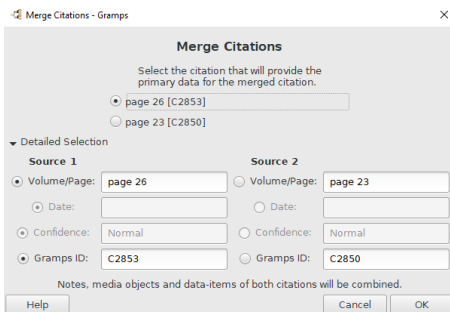 Merge Citations - Gramps
Merge Citations
Select the citation that will provide the
primary data for the merged citation.
page 26 [C2853]
page 23 [C2850]
Detailed Selection
Source 1 Source 2
Volume/Page: page 26 Volume/Page: page 23
Date: Date:
Confidence: Normal Confidence: Normal
Gramps ID: C2853 Gramps ID: C2850
Notes, media objects and data-items of both citations will be combined.
Help Cancel OK